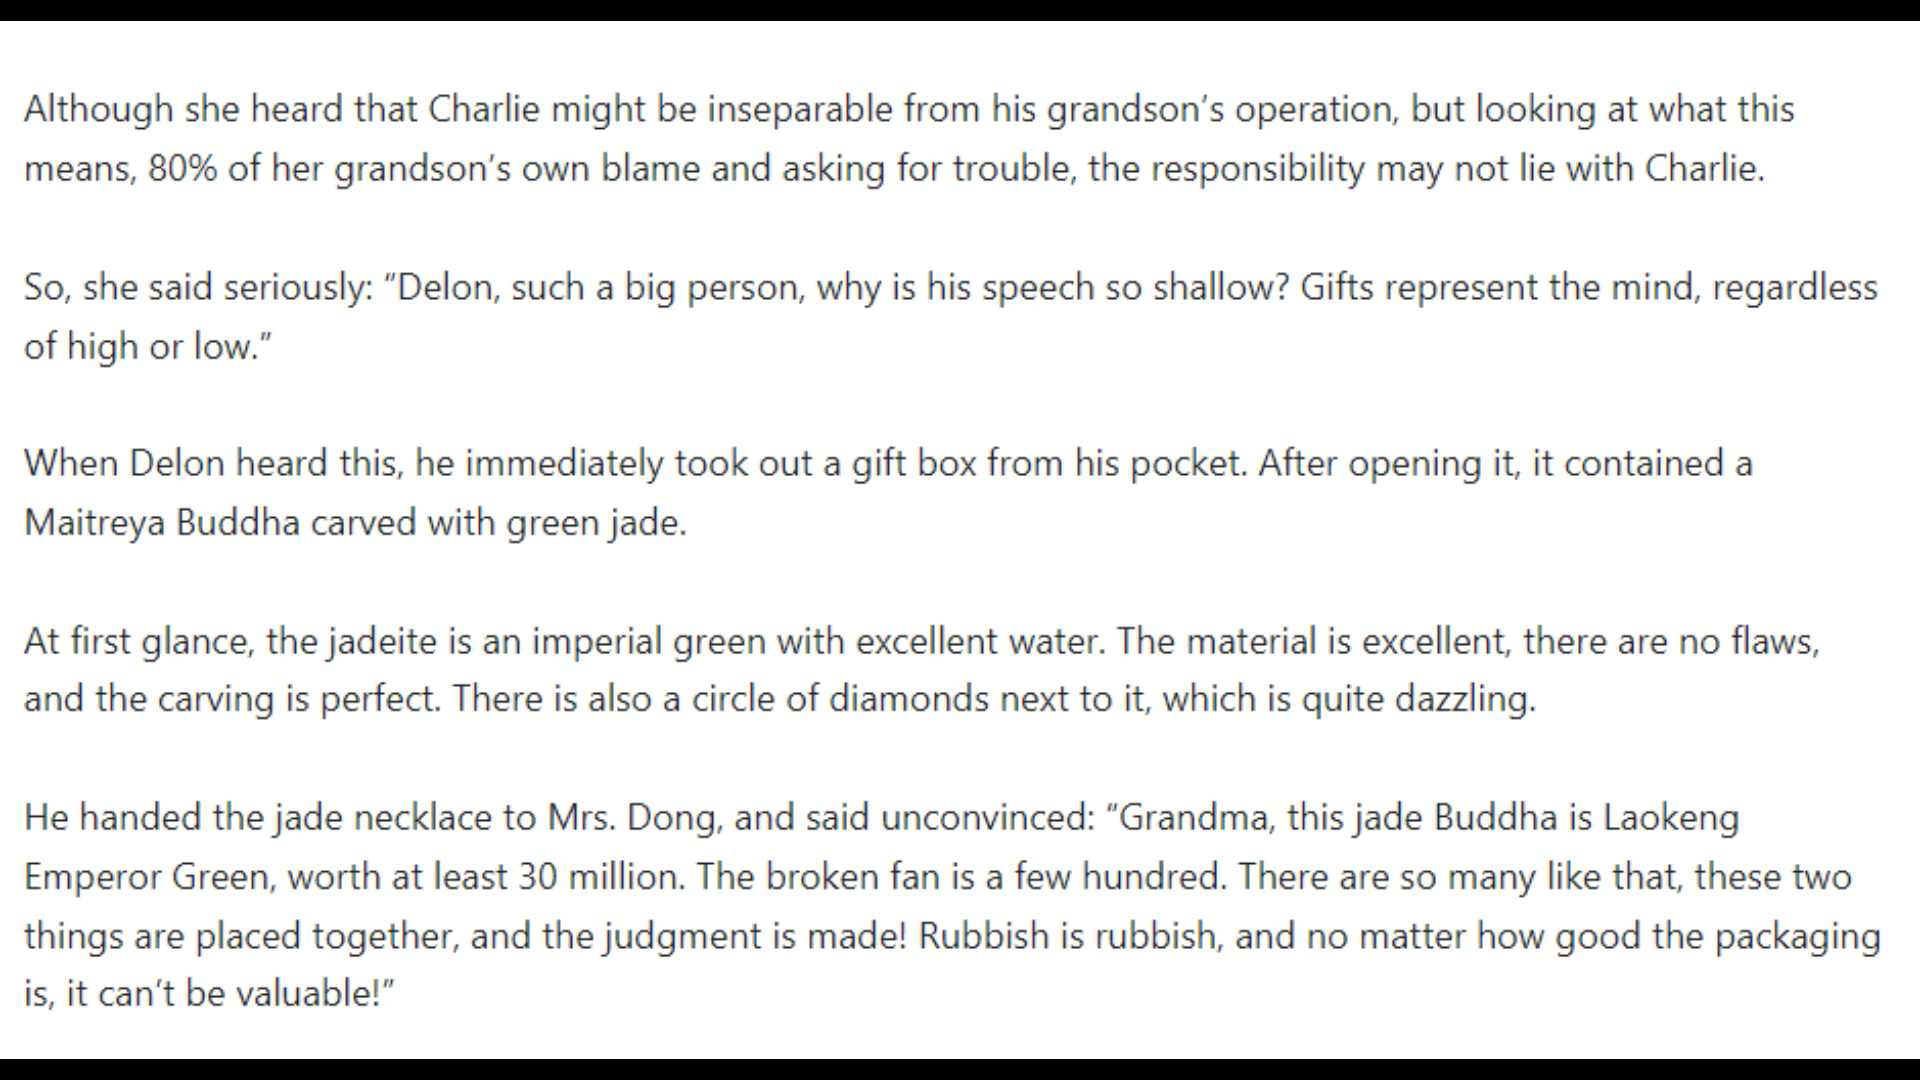 Although she heard that Charlie might be inseparable from his grandson’s operation, but looking at what this
means, 80% of her grandson’s own blame and asking for trouble, the responsibility may not lie with Charlie.
So, she said seriously: “Delon, such a big person, why is his speech so shallow? Gifts represent the mind, regardless
of high or low.”
When Delon heard this, he immediately took out a gift box from his pocket. After opening it, it contained a
Maitreya Buddha carved with green jade.
At first glance, the jadeite is an imperial green with excellent water. The material is excellent, there are no flaws,
and the carving is perfect. There is also a circle of diamonds next to it, which is quite dazzling.
He handed the jade necklace to Mrs. Dong, and said unconvinced: “Grandma, this jade Buddha is Laokeng
Emperor Green, worth at least 30 million. The broken fan is a few hundred. There are so many like that, these two
things are placed together, and the judgment is made! Rubbish is rubbish, and no matter how good the packaging
is, it can’t be valuable!”